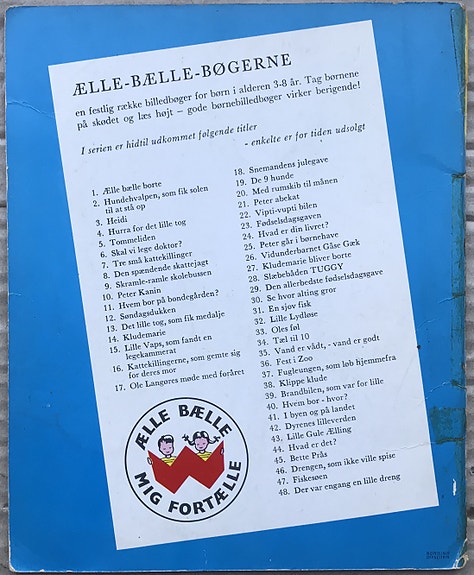 ÆLLE-BÆLLE-BØGERNE
en festlig række billedbøger for børn i alderen 3-8 år. Tag børnene
på skødet og læs højt – gode børnebilledbøger virker berigende!
I serien er hidtil udkommet følgende titler
- enkelte er for tiden udsolgt
1. Ælle bælle borte
2. Hundehvalpen, som fik solen
til at stå op
3. Heidi
4. Hurra for det lille tog
5. Tommeliden
6. Skal vi lege doktor?
7. Tre små kattekillinger
8. Den spændende skattejagt
9. Skramle-ramle skolebussen
10. Peter Kanin
11. Hvem bor på bondegården?
12. Søndagsdukken
13. Det lille tog, som fik medalje
14. Kludemarie
15. Lille Vaps, som fandt en
legekammerat
16. Kattekillingerne, som gemte sig
for deres mor
17. Ole Langøres møde med foråret
18. Snemandens julegave
19. De 9 hunde
20. Med rumskib til månen
21. Peter abekat
22. Vipti-vupti bilen
23. Fødselsdagsgaven
24. Hvad er din livret?
25. Peter går i børnehave
26. Vidunderbarnet Gåse Gæk
27. Kludemarie bliver borte
28. Slæbebåden TUGGY
29. Den allerbedste fødselsdagsgave
30. Se hvor alting gror
31. En sjov fisk
32. Lille Lydløse
33. Oles føl
34. Tæl til 10
35. Vand er vådt, - vand er godt
36. Fest i Zoo
37. Fugleungen, som løb hjemmefra
38. Klippe klude
39. Brandbilen, som var for lille
40. Hvem bor - hvor?
41. I byen og på landet
42. Dyrenes lilleverden
43. Lille Gule Ælling
44. Hvad er det?
45. Bette Prås
46. Drengen, som ikke ville spise
47. Fiskesøen
48. Der var engang en lille dreng
ÆLLE BÆLLE
MIG FORTÆLLE